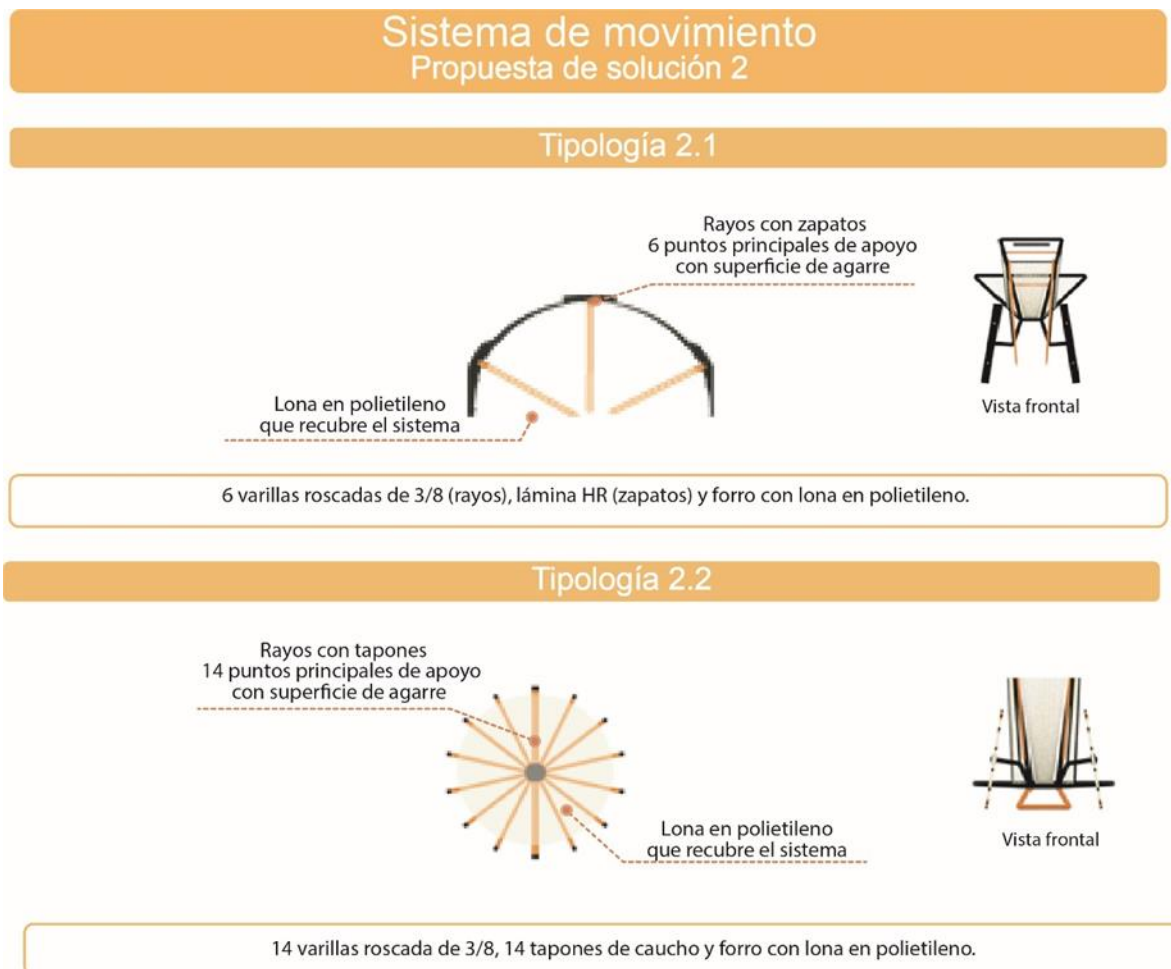 Sistema de movimiento
Propuesta de solución 2
Tipología 2.1
Rayos con zapatos
6 puntos principales de apoyo
con superficie de agarre
Lona en polietileno
que recubre el sistema
Vista frontal
6 varillas roscadas de 3/8 (rayos), lámina HR (zapatos) y forro con lona en polietileno.
Tipología 2.2
Rayos con tapones
14 puntos principales de apoyo
con superficie de agarre
Lona en polietileno
que recubre el sistema
Vista frontal
14 varillas roscada de 3/8, 14 tapones de caucho y forro con lona en polietileno.